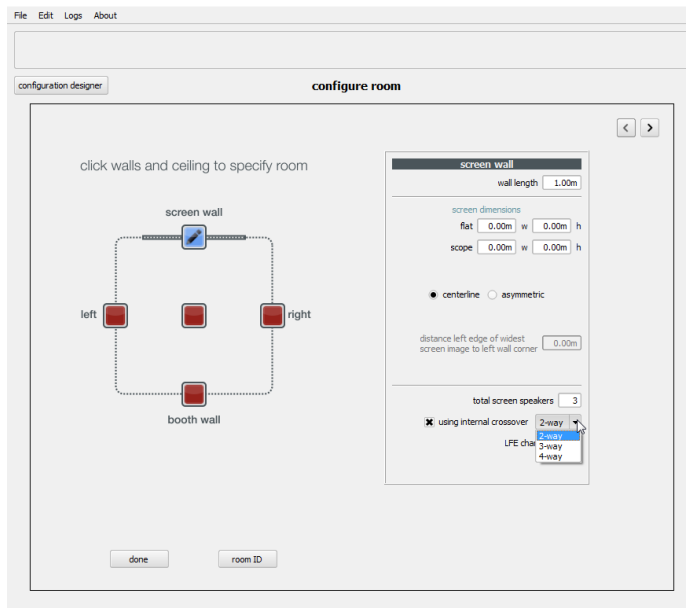 File Edit Logs About
configuration designer
configure room
< >
click walls and ceiling to specify room
screen wall
left
right
booth wall
screen wall
wall length 1.00m
screen dimensions
flat 0.00m w 0.00m h
scope 0.00m w 0.00m h
centerline asymmetric
distance left edge of widest
screen image to left wall corner 0.00m
total screen speakers 3
using internal crossover 2-way
2-way
3-way
4-way
LFE
done room ID